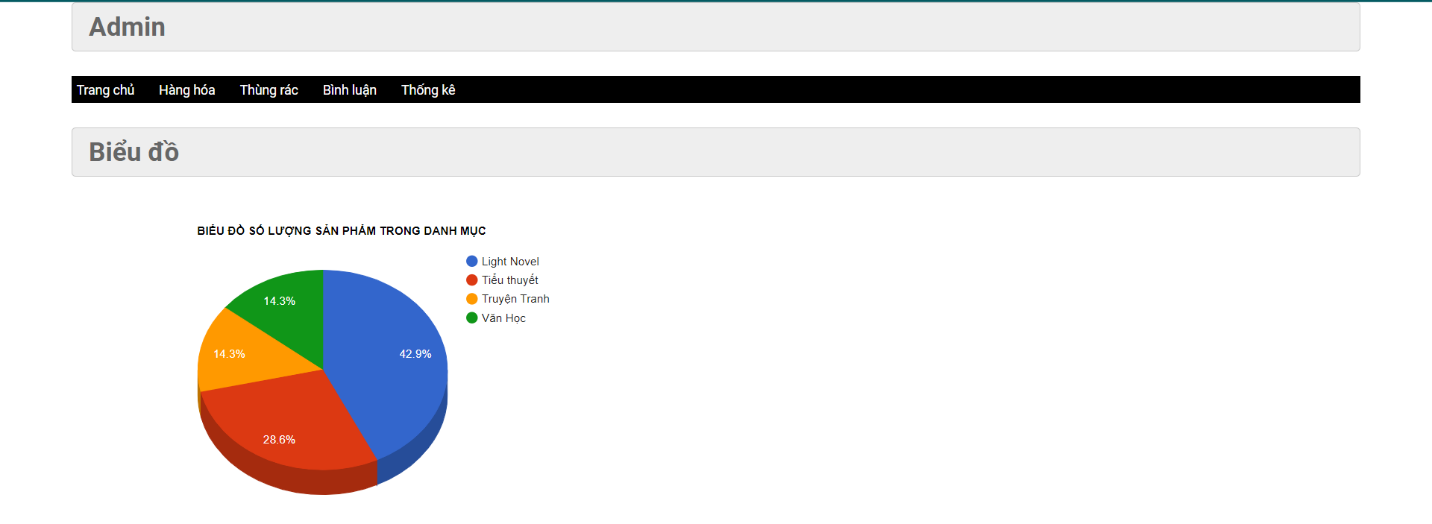 Admin
Trang chủ Hàng hóa Thùng rác Bình luận Thống kê
Biểu đồ
BIỂU ĐỒ SỐ LƯỢNG SẢN PHẨM TRONG DANH MỤC
Light Novel
Tiểu thuyết
Truyện Tranh
Văn Học
14.3%
14.3%
42.9%
28.6%